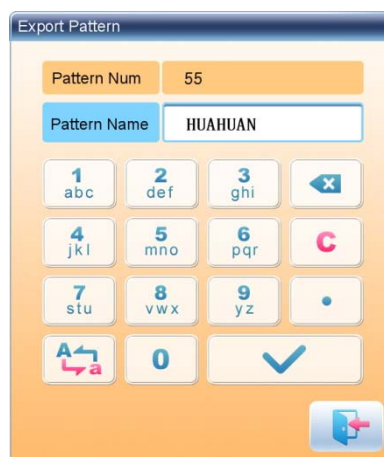 Export Pattern
Pattern Num 55
Pattern Name HUAHUAN
1 2 3
abc def ghi
4 5 6 C
jkl mno pqr
7 8 9
stu vwx yz
A a 0